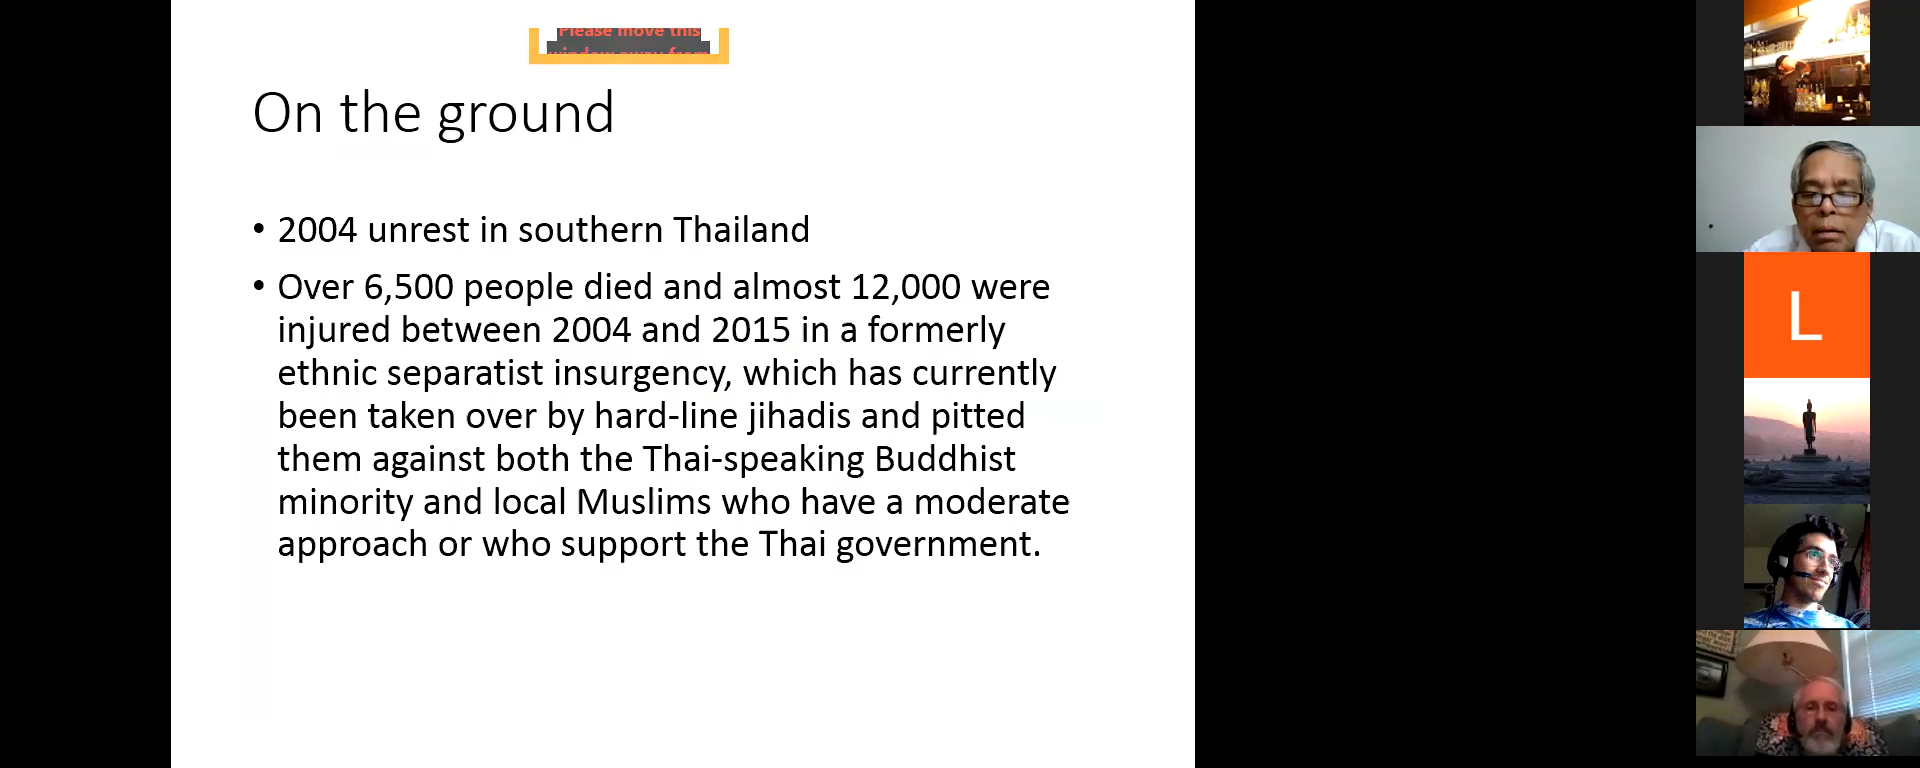 Please move this
window away from
On the ground
• 2004 unrest in southern Thailand
• Over 6,500 people died and almost 12,000 were
injured between 2004 and 2015 in a formerly
ethnic separatist insurgency, which has currently
been taken over by hard-line jihadis and pitted
them against both the Thai-speaking Buddhist
minority and local Muslims who have a moderate
approach or who support the Thai government.
L